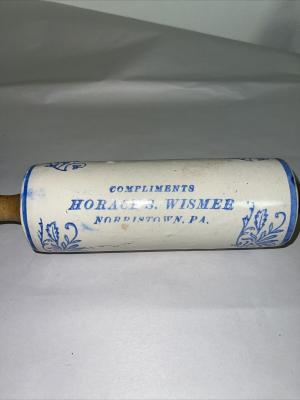 COMPLIMENTS
HORACE S. WISMER
NORRISTOWN, PA.